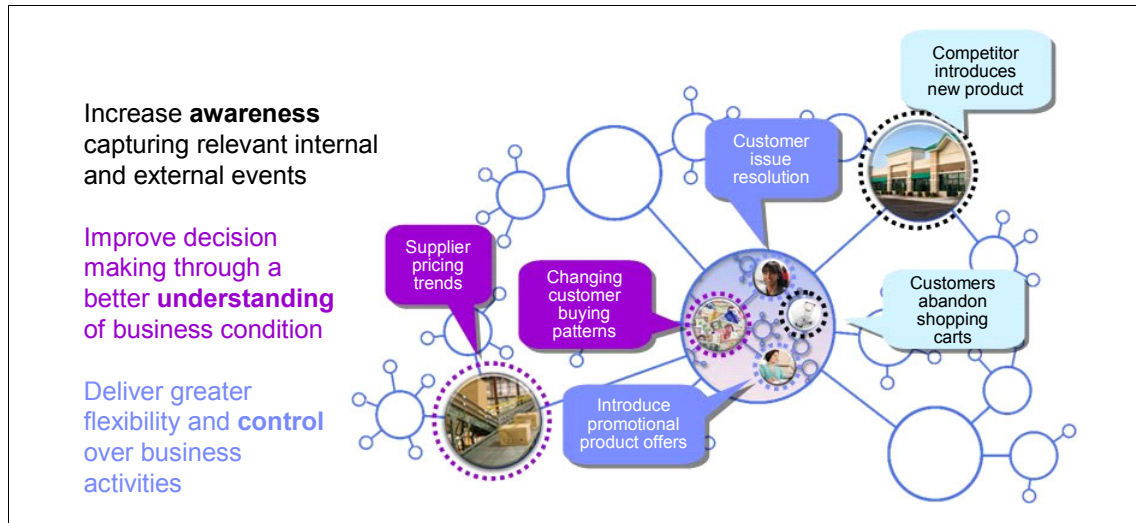 Increase awareness
capturing relevant internal
and external events
Improve decision
making through a
better understanding
of business condition
Deliver greater
flexibility and control
over business
activities
Competitor
introduces
new product
Customer
issue
resolution
Supplier
pricing
trends
Changing
customer
buying
patterns
Customers
abandon
shopping
carts
Introduce
promotional
product offers